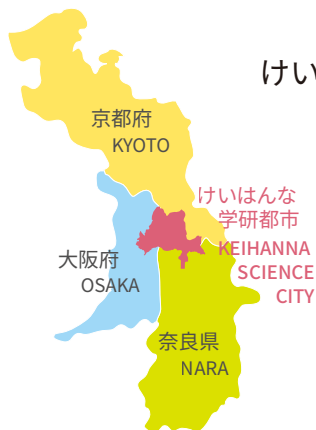 けい
京都府
KYOTO
けいはんな
学研都市
KEIHANNA
SCIENCE
CITY
大阪府
OSAKA
奈良県
NARA